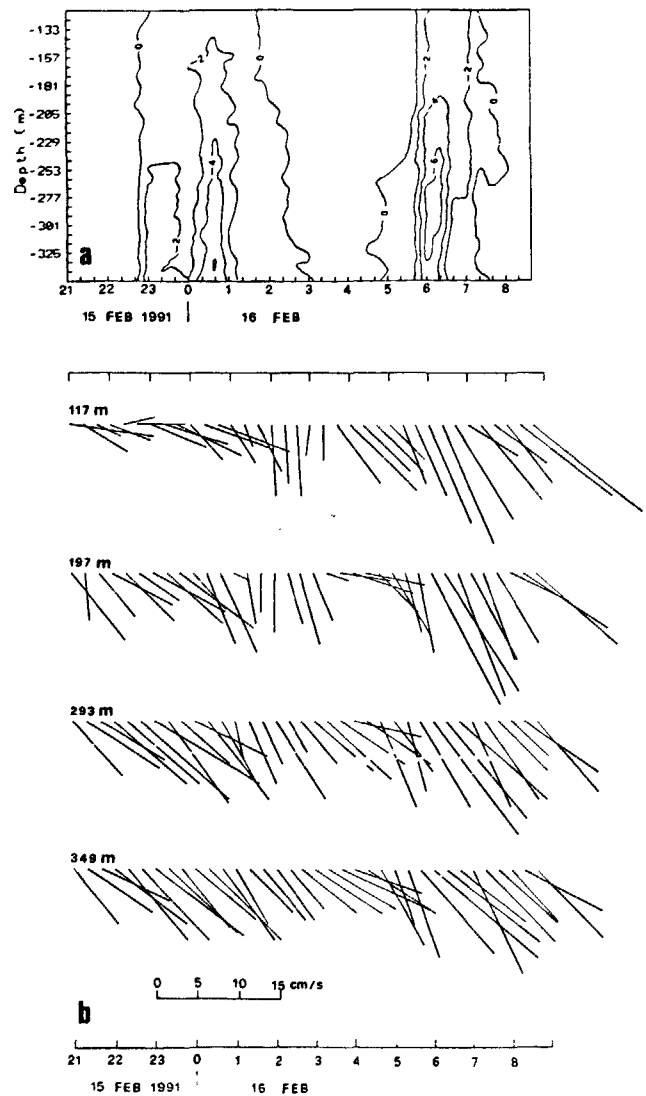 Depth (m)
-133
-157
-181
-205
-229
-253
-277
-301
-325
0
-2
-2
-4
0
0
-2
-6
-2
0
a
21 22 23 0 1 2 3 4 5 6 7 8
15 FEB 1991 16 FEB
117 m
197 m
293 m
349 m
0 5 10 15 cm/s
b
21 22 23 0 1 2 3 4 5 6 7 8
15 FEB 1991 16 FEB